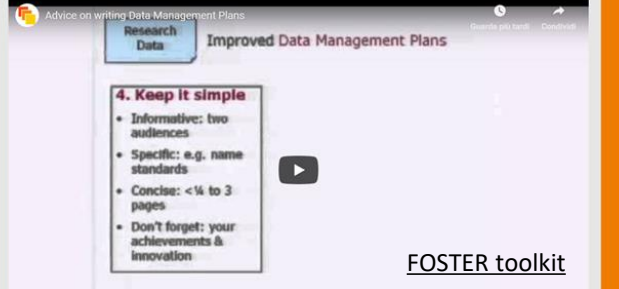 Advice on writing Data Management Plans
Guarda più tardi
Condividi
Research
Data
Improved Data Management Plans
4. Keep it simple
• Informative: two
audiences
• Specific: e.g. name
standards
• Concise: <¼ to 3
pages
• Don't forget: your
achievements &
innovation
FOSTER toolkit